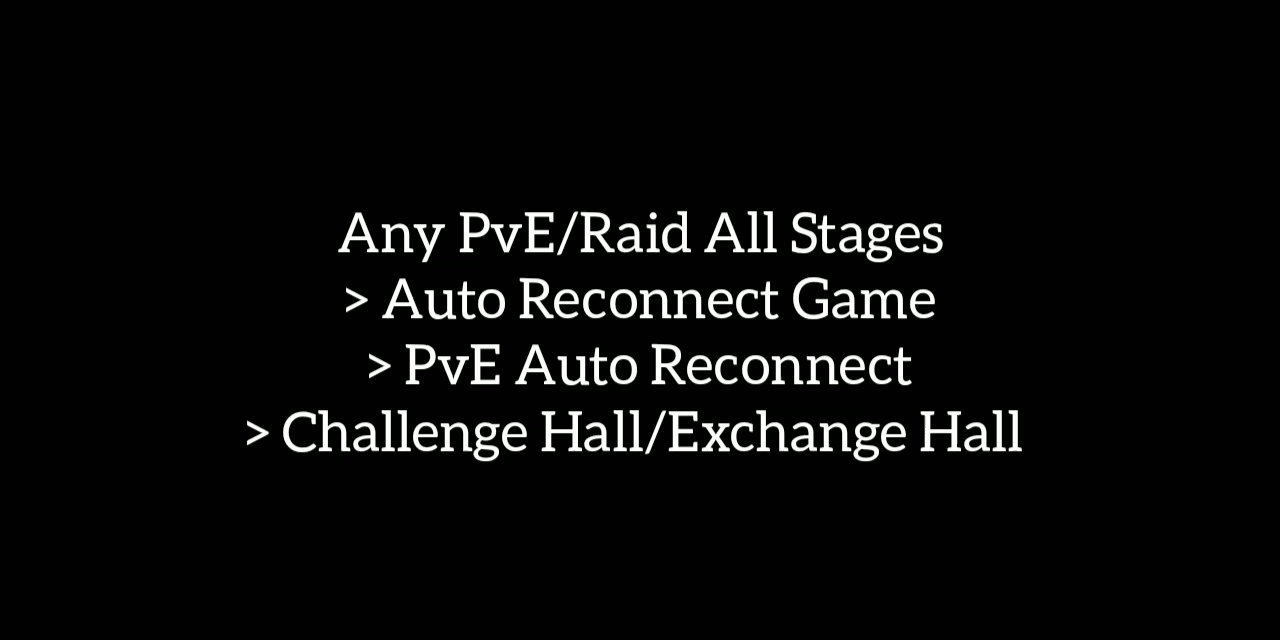 Any PvE/Raid All Stages
> Auto Reconnect Game
> PvE Auto Reconnect
> Challenge Hall/Exchange Hall